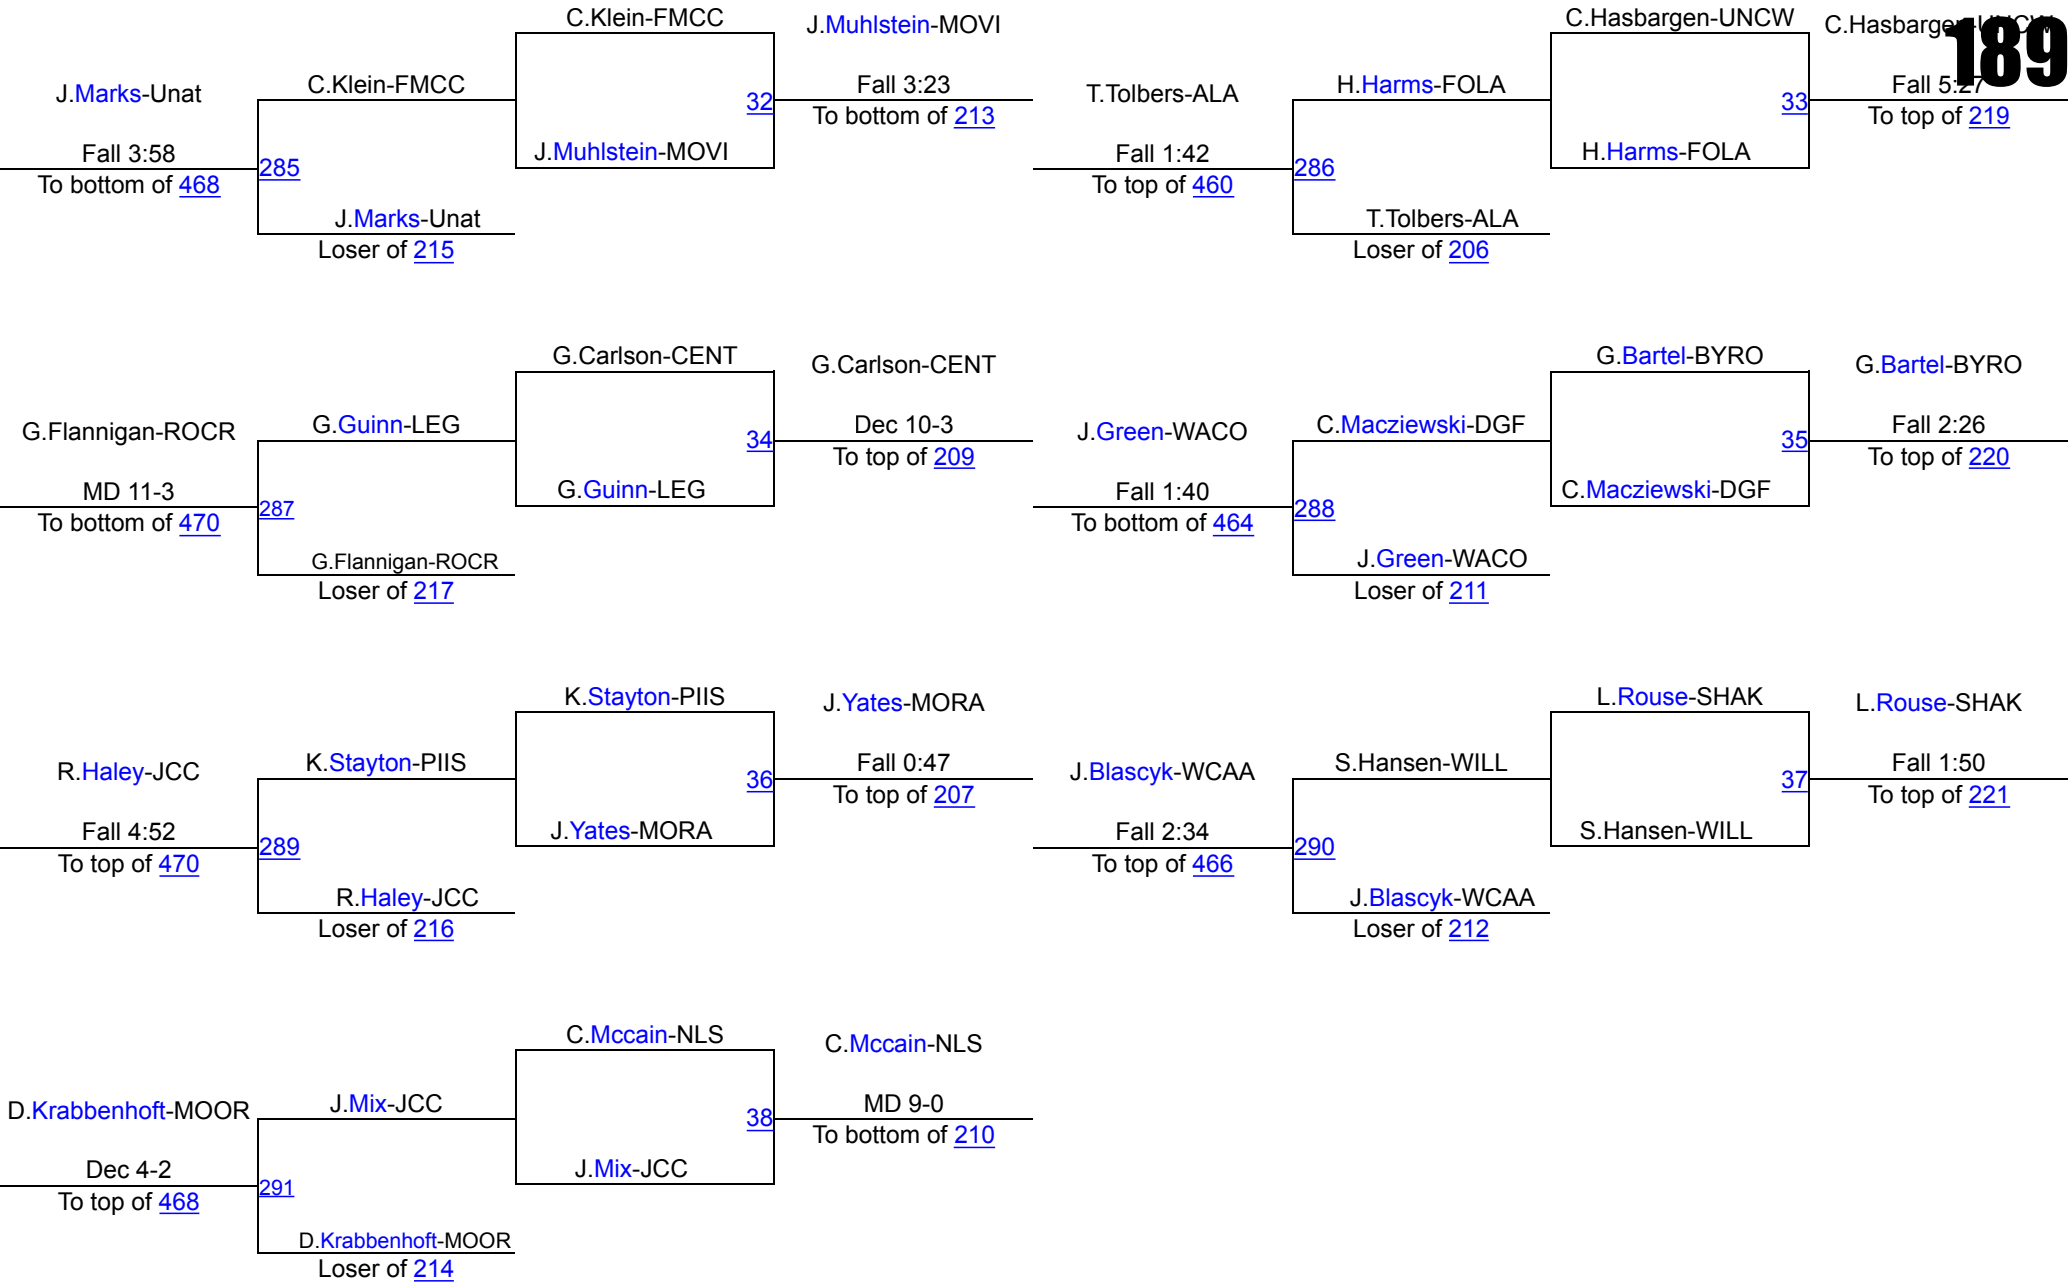 189
C.Klein-FMCC
J.Muhlstein-MOVI
J.Marks-Unat
C.Klein-FMCC
32
Fall 3:23
To bottom of 213
Fall 3:58
To bottom of 468
285
J.Muhlstein-MOVI
J.Marks-Unat
Loser of 215
C.Hasbargen-UNCW
C.Hasbargen-UNCW
T.Tolbers-ALA
H.Harms-FOLA
33
Fall 5:27
To top of 219
Fall 1:42
To top of 460
286
H.Harms-FOLA
T.Tolbers-ALA
Loser of 206
G.Carlson-CENT
G.Carlson-CENT
G.Flannigan-ROCR
G.Guinn-LEG
34
Dec 10-3
To top of 209
MD 11-3
To bottom of 470
287
G.Guinn-LEG
G.Flannigan-ROCR
Loser of 217
G.Bartel-BYRO
G.Bartel-BYRO
J.Green-WACO
C.Macziewski-DGF
35
Fall 2:26
To top of 220
Fall 1:40
To bottom of 464
288
C.Macziewski-DGF
J.Green-WACO
Loser of 211
K.Stayton-PIIS
J.Yates-MORA
R.Haley-JCC
K.Stayton-PIIS
36
Fall 0:47
To top of 207
Fall 4:52
To top of 470
289
J.Yates-MORA
R.Haley-JCC
Loser of 216
L.Rouse-SHAK
L.Rouse-SHAK
J.Blascyk-WCAA
S.Hansen-WILL
37
Fall 1:50
To top of 221
Fall 2:34
To top of 466
290
S.Hansen-WILL
J.Blascyk-WCAA
Loser of 212
C.Mccain-NLS
C.Mccain-NLS
D.Krabbenhoft-MOOR
J.Mix-JCC
38
MD 9-0
To bottom of 210
Dec 4-2
To top of 468
291
J.Mix-JCC
D.Krabbenhoft-MOOR
Loser of 214